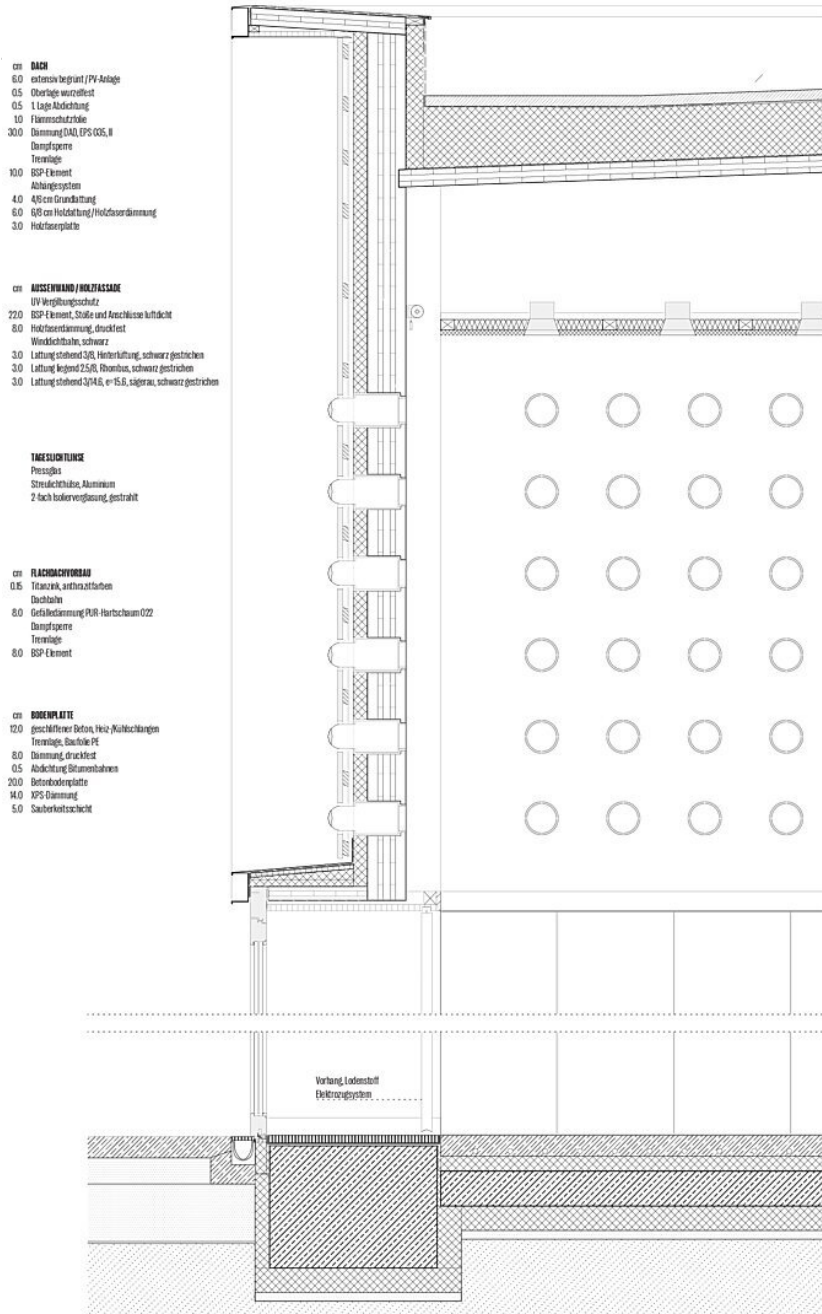 cm DACH
6.0 extensiv begrünt / PV-Anlage
0.5 Oberlage wurzelfest
0.5 1. Lage Abdichtung
1.0 Flammschutzfolie
30.0 Dämmung DAD, EPS 035, II
Dampfsperre
Trennlage
10.0 BSP-Element
Abhängesystem
4.0 4/6 cm Grundlattung
6.0 6/8 cm Holzlattung / Holzfaserdämmung
3.0 Holzfaserplatte
cm AUSSENWAND / HOLZFASSADE
UV-Vergilbungsschutz
22.0 BSP-Element, Stöße und Anschlüsse luftdicht
8.0 Holzfaserdämmung, druckfest
Winddichtbahn, schwarz
3.0 Lattung stehend 3/8, Hinterlüftung, schwarz gestrichen
3.0 Lattung liegend 2.5/8, Rhombus, schwarz gestrichen
3.0 Lattung stehend 3/14.6, e=15.6, sägerau, schwarz gestrichen
TAGESLICHTLINSE
Pressglas
Streulichthülse, Aluminium
2-fach Isolierverglasung, gestrahlt
cm FLACHDACHVORBAU
0.15 Titanzink, anthrazitfarben
Dachbahn
8.0 Gefälledämmung PUR-Hartschaum 022
Dampfsperre
Trennlage
8.0 BSP-Element
cm BODENPLATTE
12.0 geschliffener Beton, Heiz-/Kühlschlangen
Trennlage, Baufolie PE
8.0 Dämmung, druckfest
0.5 Abdichtung Bitumenbahnen
20.0 Betonbodenplatte
14.0 XPS-Dämmung
5.0 Sauberkeitsschicht
Vorhang, Lodenstoff
Elektrozugsystem